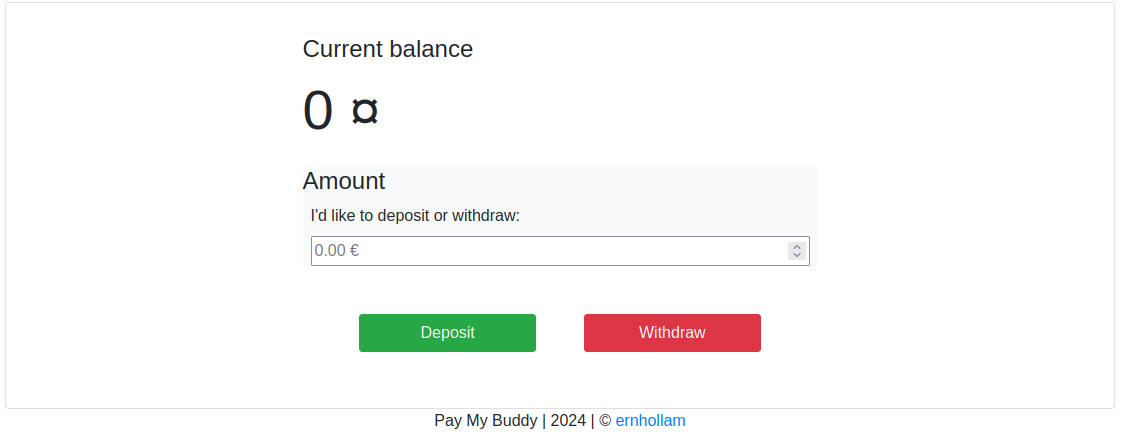 Current balance
0 ¤
Amount
I'd like to deposit or withdraw:
0.00 €
Deposit
Withdraw
Pay My Buddy | 2024 | © ernhollam